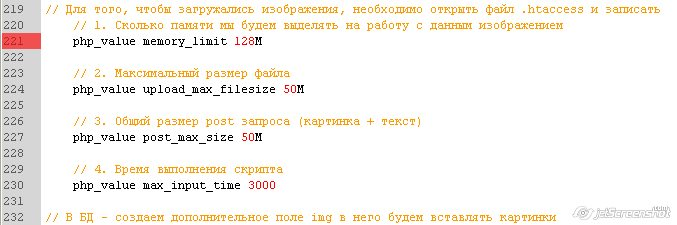 219 // Для того, чтобы загружались изображения, необходимо открыть файл .htaccess и записать
220 // 1. Сколько памяти мы будем выделять на работу с данным изображением
221 php_value memory_limit 128M
222
223 // 2. Максимальный размер файла
224 php_value upload_max_filesize 50M
225
226 // 3. Общий размер post запроса (картинка + текст)
227 php_value post_max_size 50M
228
229 // 4. Время выполнения скрипта
230 php_value max_input_time 3000
231
232 // В БД - создаем дополнительное поле img в него будем вставлять картинки
jetScreenshot
.com